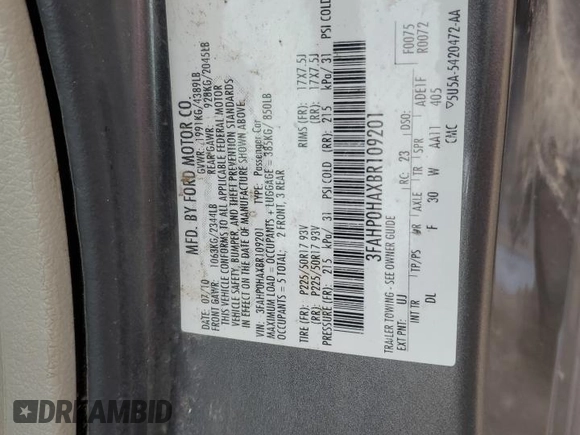 MFD. BY FORD MOTOR CO.
DATE: 07/10 GVWR: 1991KG/4389LB
FRONT GAWR: 1063KG/2344LB REAR GAWR: 928KG/2045LB
THIS VEHICLE CONFORMS TO ALL APPLICABLE FEDERAL MOTOR
VEHICLE SAFETY, BUMPER, AND THEFT PREVENTION STANDARDS
IN EFFECT ON THE DATE OF MANUFACTURE SHOWN ABOVE.
VIN: 3FAHP0HAXBR109201 TYPE: Passenger Car
MAXIMUM LOAD = OCCUPANTS + LUGGAGE = 385KG/ 850LB
OCCUPANTS = 5 TOTAL: 2 FRONT, 3 REAR
TIRE (FR): P225/50R17 93V RIMS (FR): 17X7.5J
(RR): P225/50R17 93V (RR): 17X7.5J
PRESSURE (FR): 215 kPa/ 31 PSI COLD (RR) 215 kPa/ 31 PSI COLD
3FAHP0HAXBR109201
F0075
R0072
TRAILER TOWING - SEE OWNER GUIDE
EXT PNT: UJ RC: 23 DSO:
INT TR TP/PS R AXLE TR SPR ADEIF
DL F 30 W AA11 405
CMC 5U5A-5420472-AA
DREAMBID